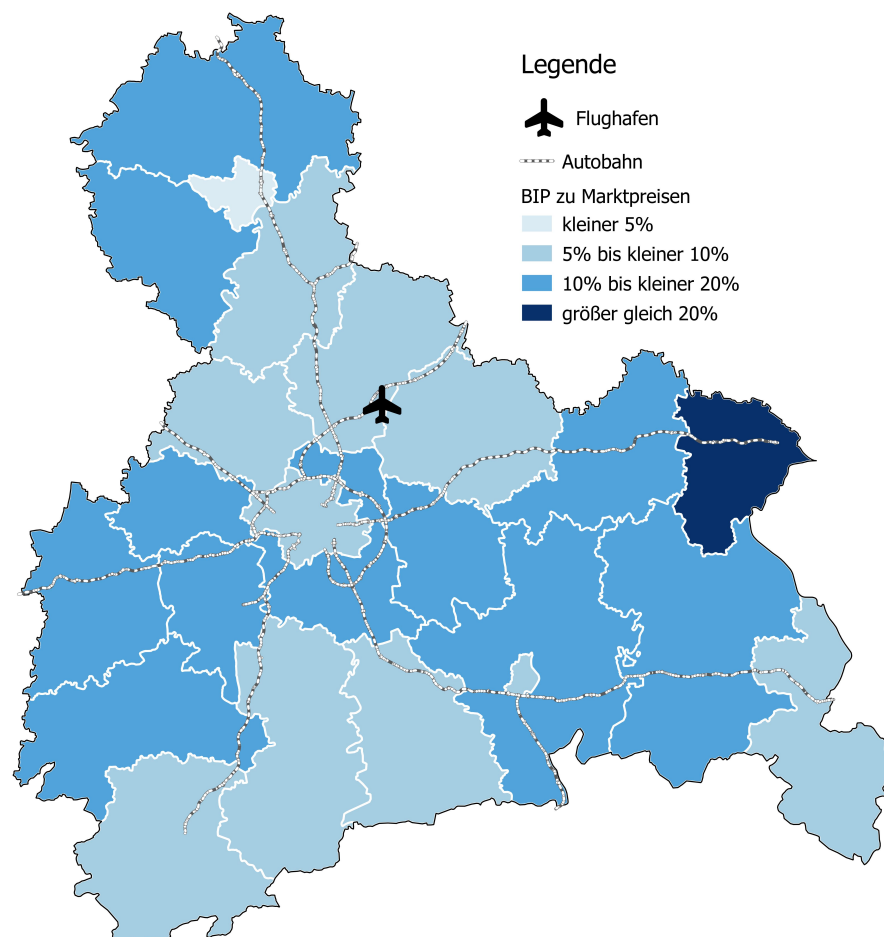 Legende
Flughafen
Autobahn
BIP zu Marktpreisen
kleiner 5%
5% bis kleiner 10%
10% bis kleiner 20%
größer gleich 20%